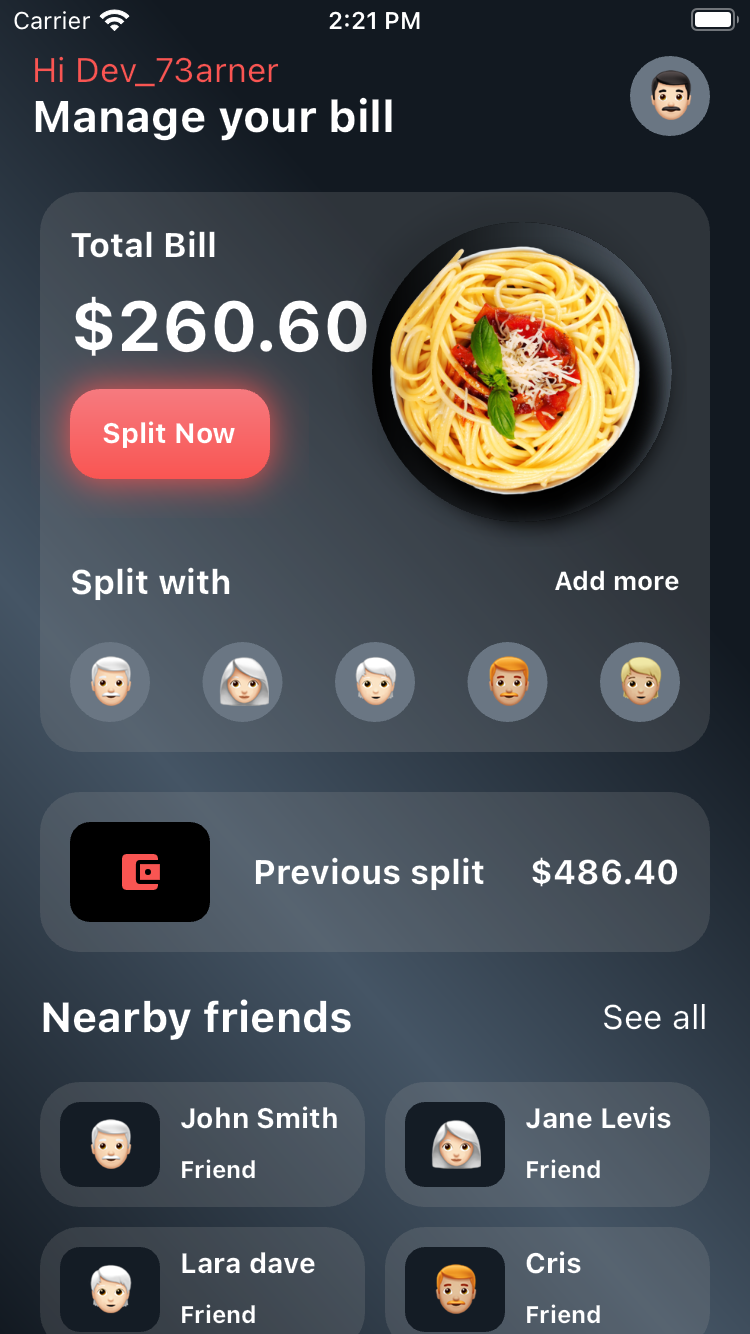 Carrier 2:21 PM
Hi Dev_73arner
Manage your bill
Total Bill
$260.60
Split Now
Split with Add more
Previous split $486.40
Nearby friends See all
John Smith Jane Levis
Friend Friend
Lara dave Cris
Friend Friend